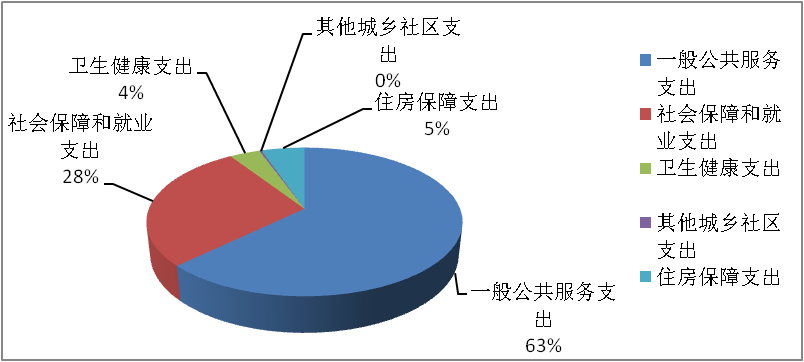 其他城乡社区支
出
0%
卫生健康支出
4%
住房保障支出
5%
社会保障和就业
支出
28%
一般公共服务支
出
63%
一般公共服务
支出
社会保障和就
业支出
卫生健康支出
其他城乡社区
支出
住房保障支出